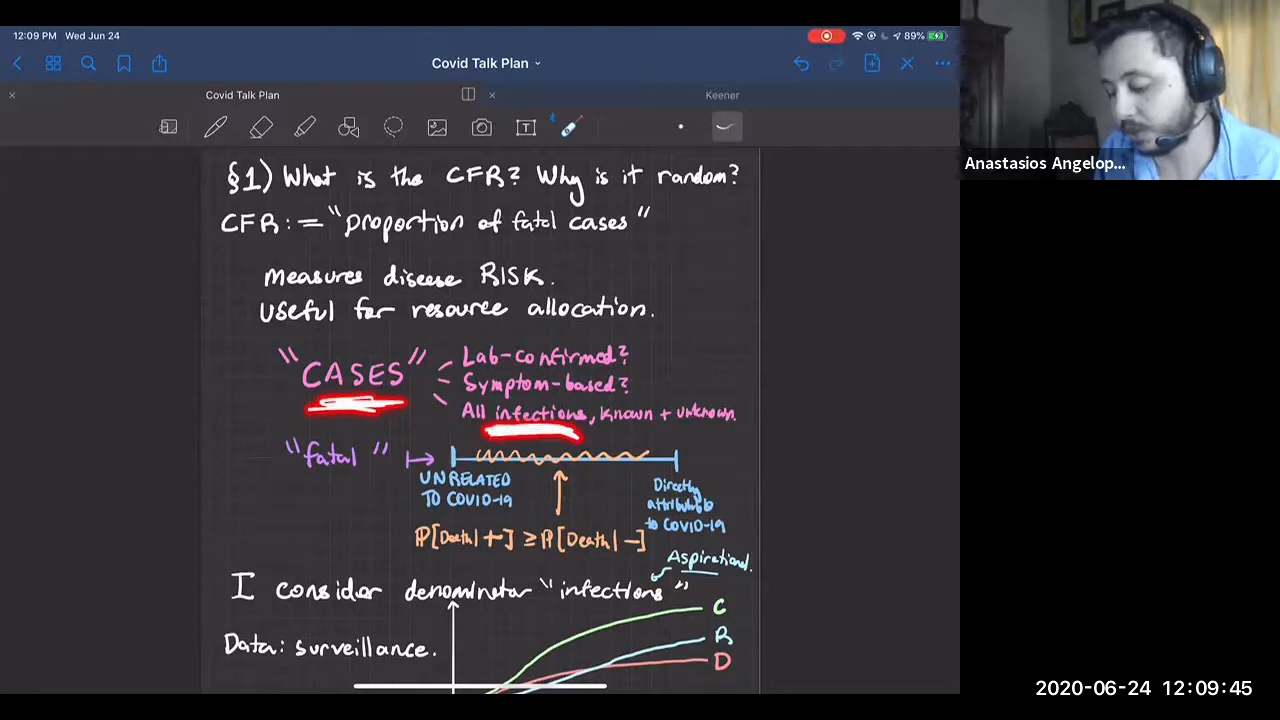 12:09 PM Wed Jun 24
89%
Covid Talk Plan
Covid Talk Plan
Keener
T
Anastasios Angelop...
§1) What is the CFR? Why is it random?
CFR := "proportion of fatal cases"
Measures disease RISK.
Useful for resource allocation.
"CASES"
Lab-confirmed?
Symptom-based?
All infections, known + unknown.
"fatal"
UNRELATED
TO COVID-19
Directly
attributable
to COVID-19
P[Death|+] ≥ P[Death|-]
Aspirational.
I consider denominator "infections"
C
Data: surveillance.
R
D
2020-06-24 12:09:45